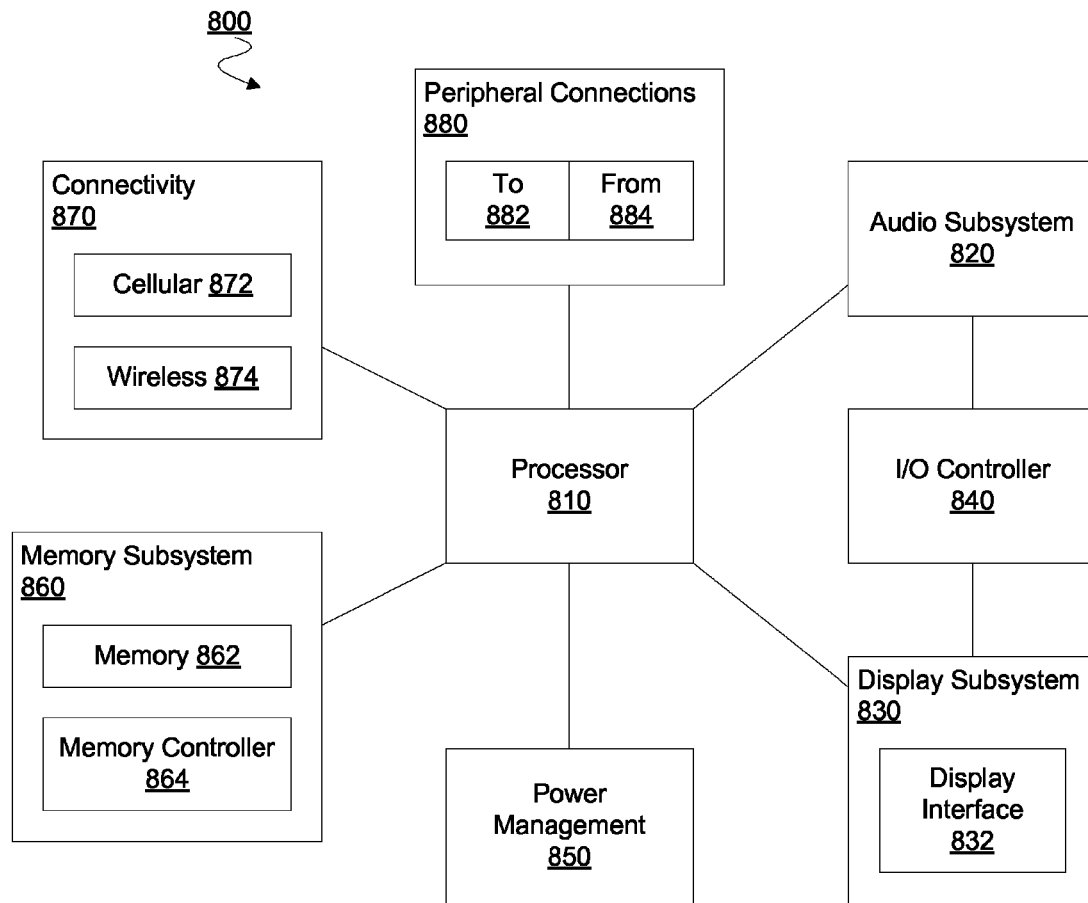 800
Peripheral Connections
880
To
882
From
884
Connectivity
870
Cellular 872
Wireless 874
Audio Subsystem
820
Processor
810
I/O Controller
840
Memory Subsystem
860
Memory 862
Memory Controller
864
Power
Management
850
Display Subsystem
830
Display
Interface
832